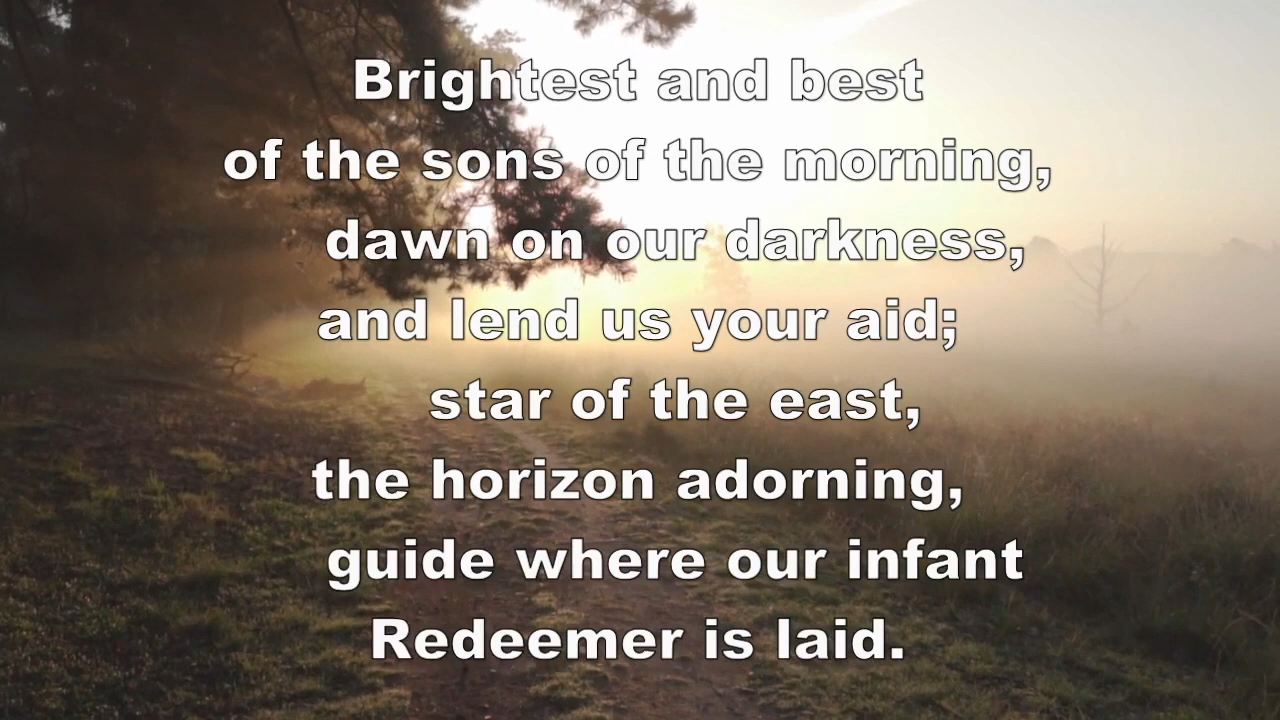 Brightest and best
of the sons of the morning,
dawn on our darkness,
and lend us your aid;
star of the east,
the horizon adorning,
guide where our infant
Redeemer is laid.